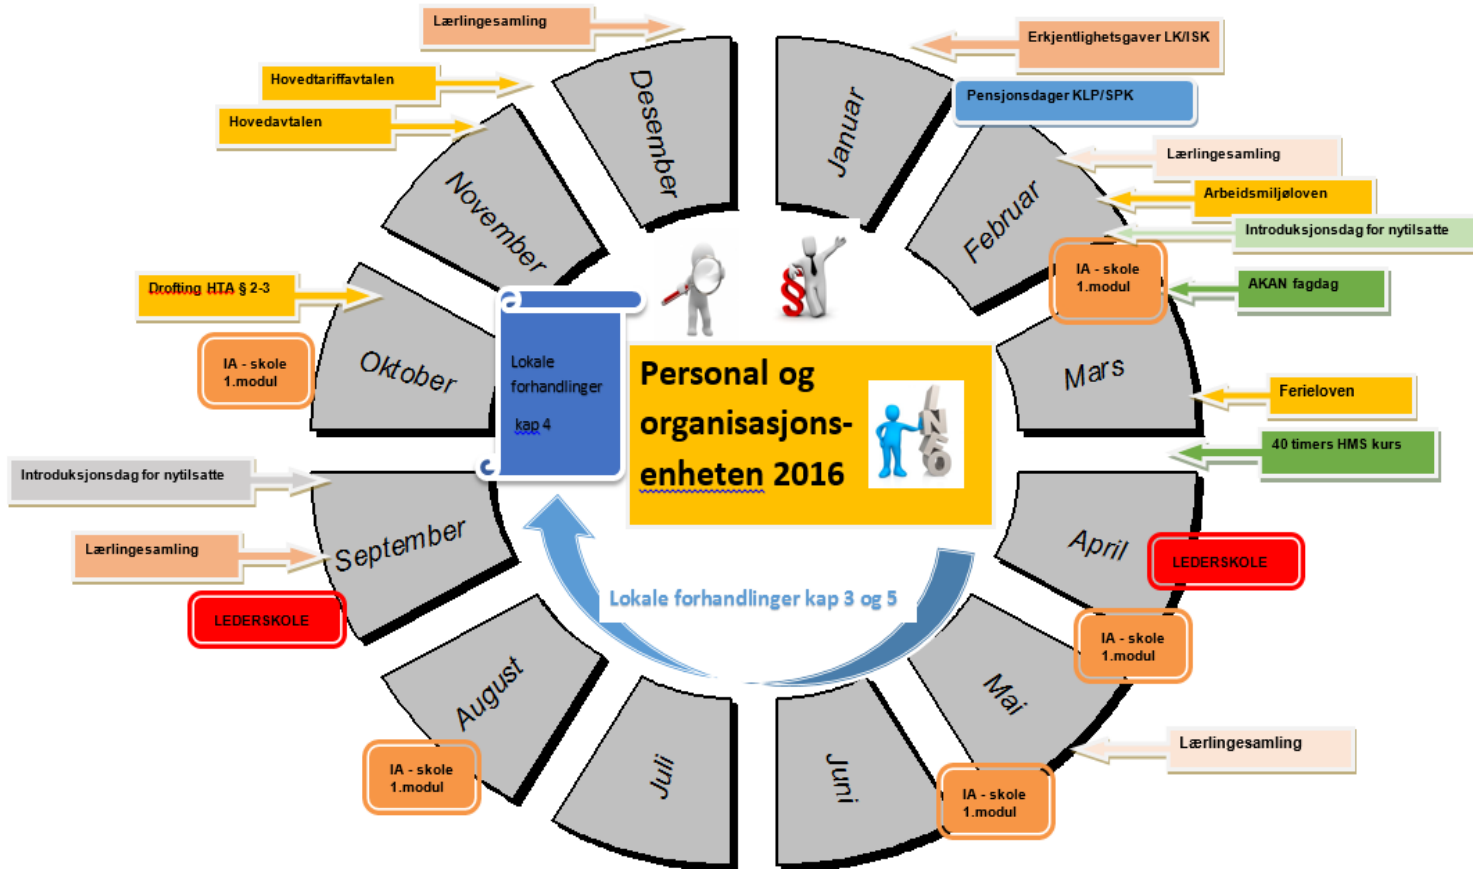 Lærlingesamling
Erkjentlighetsgaver LK/ISK
Hovedtariffavtalen
Pensjonsdager KLP/SPK
Hovedavtalen
Desember
Januar
Lærlingesamling
Arbeidsmiljøloven
November
Februar
Introduksjonsdag for nytilsatte
IA - skole
1.modul
AKAN fagdag
Drofting HTA § 2-3
IA - skole
1.modul
Oktober
Lokale
forhandlinger
kap 4
Personal og
organisasjons-
enheten 2016
INFO
§
Mars
Ferieloven
40 timers HMS kurs
Introduksjonsdag for nytilsatte
September
Lærlingesamling
LEDERSKOLE
April
LEDERSKOLE
Lokale forhandlinger kap 3 og 5
IA - skole
1.modul
August
Mai
IA - skole
1.modul
Juli
Juni
Lærlingesamling
IA - skole
1.modul